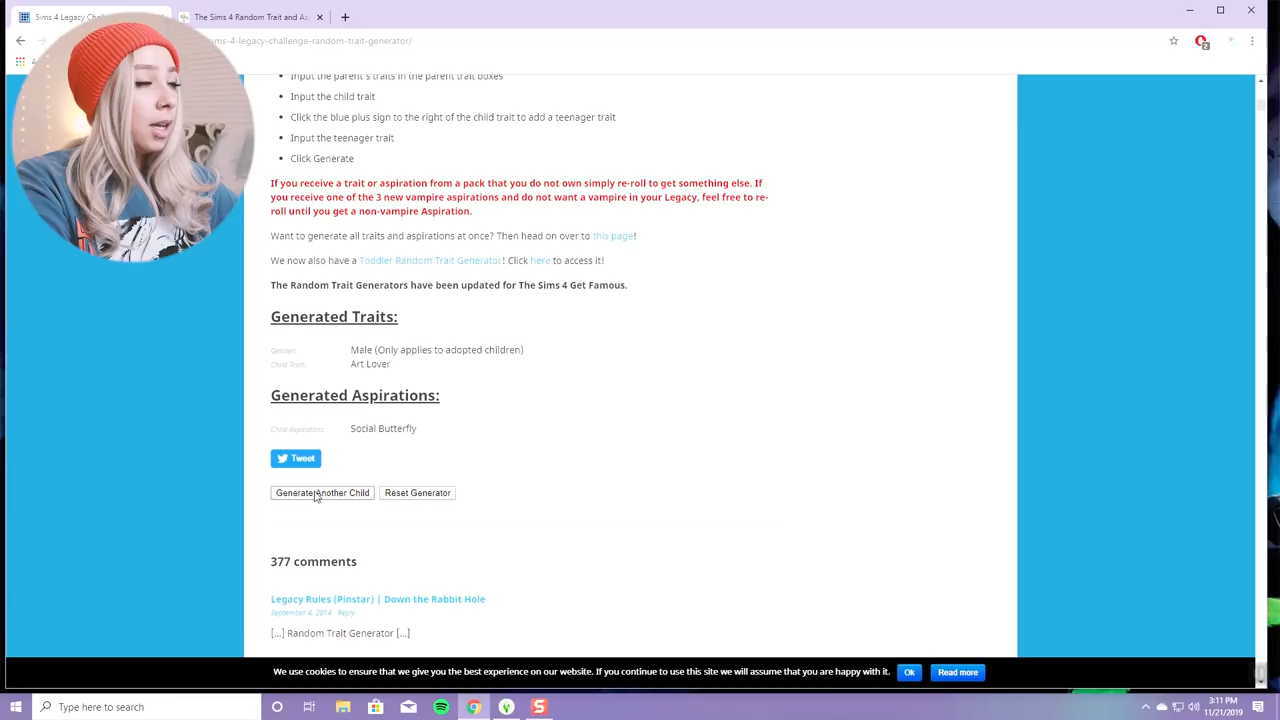 Sims 4 Legacy Chall
The Sims 4 Random Trait and As
ims-4-legacy-challenge-random-trait-generator/
2
Input the parent's traits in the parent trait boxes
Input the child trait
Click the blue plus sign to the right of the child trait to add a teenager trait
Input the teenager trait
Click Generate
If you receive a trait or aspiration from a pack that you do not own simply re-roll to get something else. If
you receive one of the 3 new vampire aspirations and do not want a vampire in your Legacy, feel free to re-
roll until you get a non-vampire Aspiration.
Want to generate all traits and aspirations at once? Then head on over to this page!
We now also have a Toddler Random Trait Generator! Click here to access it!
The Random Trait Generators have been updated for The Sims 4 Get Famous.
Generated Traits:
Gender: Male (Only applies to adopted children)
Child Trait: Art Lover
Generated Aspirations:
Child Aspiration: Social Butterfly
Tweet
Generate Another Child Reset Generator
377 comments
Legacy Rules (Pinstar) | Down the Rabbit Hole
September 4, 2014 · Reply
[...] Random Trait Generator [...]
We use cookies to ensure that we give you the best experience on our website. If you continue to use this site we will assume that you are happy with it. Ok Read more
Type here to search
3:11 PM
11/21/2019